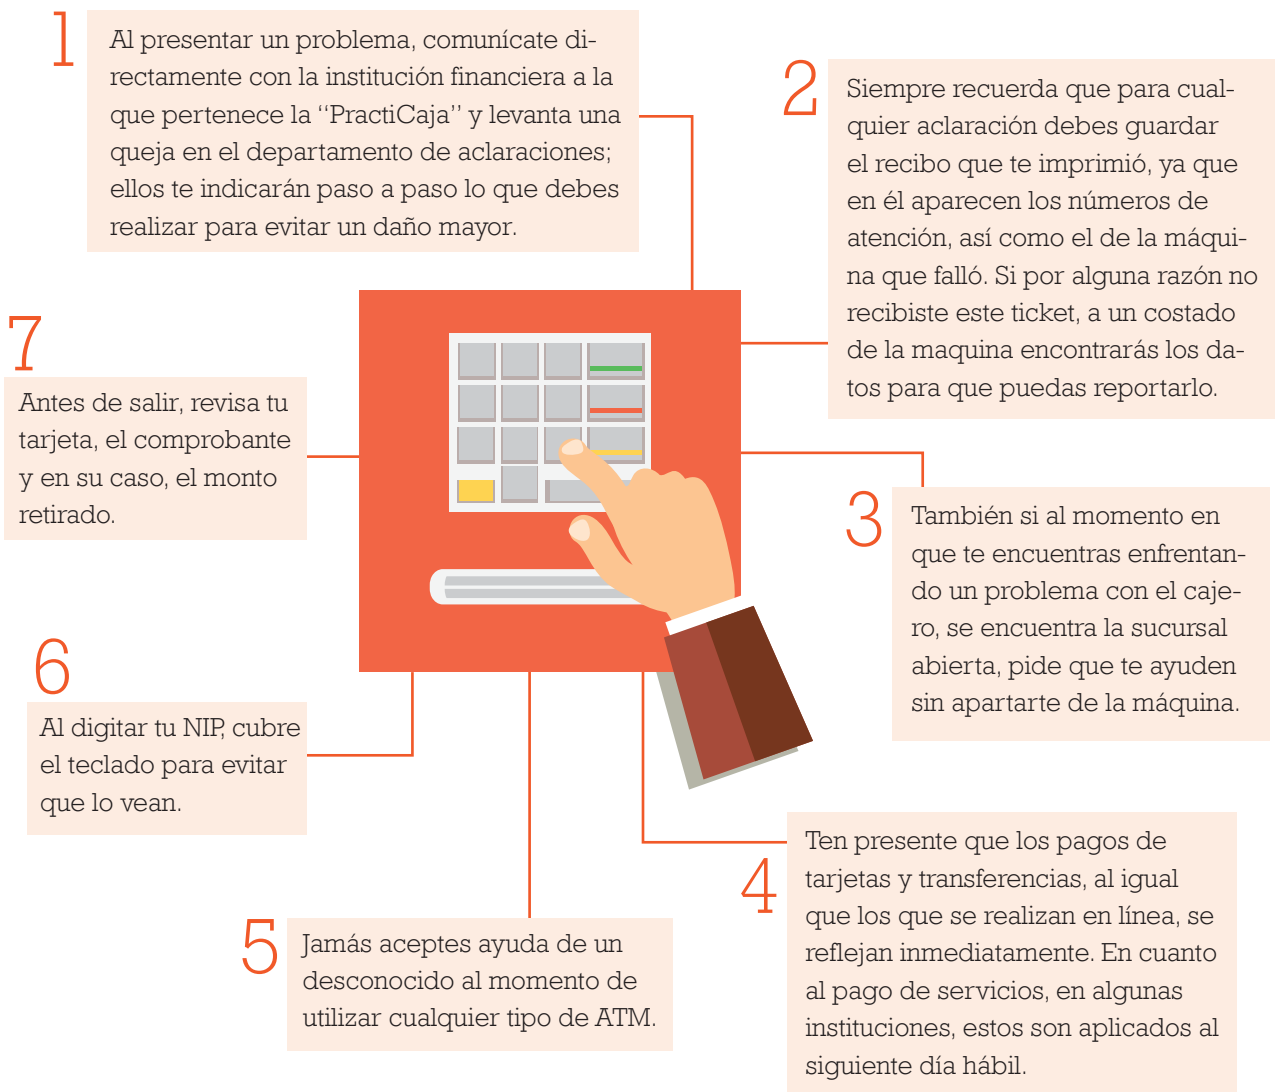 1
Al presentar un problema, comunícate di-
rectamente con la institución financiera a la
que pertenece la “PractiCaja” y levanta una
queja en el departamento de aclaraciones;
ellos te indicarán paso a paso lo que debes
realizar para evitar un daño mayor.
2
Siempre recuerda que para cual-
quier aclaración debes guardar
el recibo que te imprimió, ya que
en él aparecen los números de
atención, así como el de la máqui-
na que falló. Si por alguna razón no
recibiste este ticket, a un costado
de la maquina encontrarás los da-
tos para que puedas reportarlo.
3
También si al momento en
que te encuentras enfrentan-
do un problema con el caje-
ro, se encuentra la sucursal
abierta, pide que te ayuden
sin apartarte de la máquina.
4
Ten presente que los pagos de
tarjetas y transferencias, al igual
que los que se realizan en línea, se
reflejan inmediatamente. En cuanto
al pago de servicios, en algunas
instituciones, estos son aplicados al
siguiente día hábil.
5
Jamás aceptes ayuda de un
desconocido al momento de
utilizar cualquier tipo de ATM.
6
Al digitar tu NIP, cubre
el teclado para evitar
que lo vean.
7
Antes de salir, revisa tu
tarjeta, el comprobante
y en su caso, el monto
retirado.